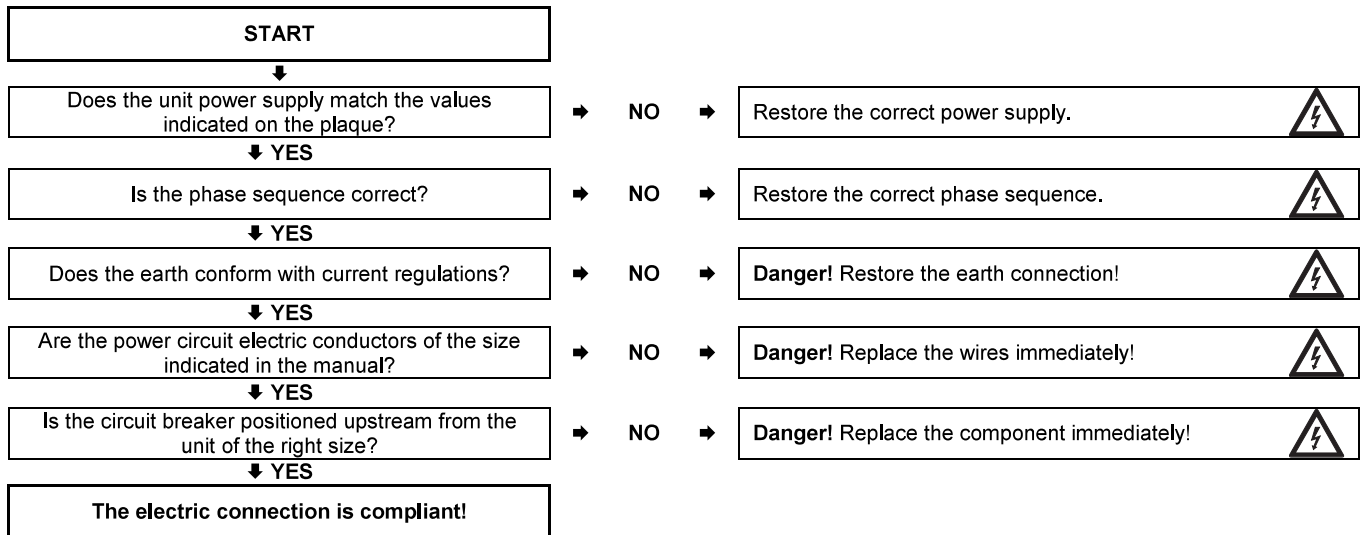 START
Does the unit power supply match the values
indicated on the plaque?
NO
Restore the correct power supply.
YES
Is the phase sequence correct?
NO
Restore the correct phase sequence.
YES
Does the earth conform with current regulations?
NO
Danger! Restore the earth connection!
YES
Are the power circuit electric conductors of the size
indicated in the manual?
NO
Danger! Replace the wires immediately!
YES
Is the circuit breaker positioned upstream from the
unit of the right size?
NO
Danger! Replace the component immediately!
YES
The electric connection is compliant!